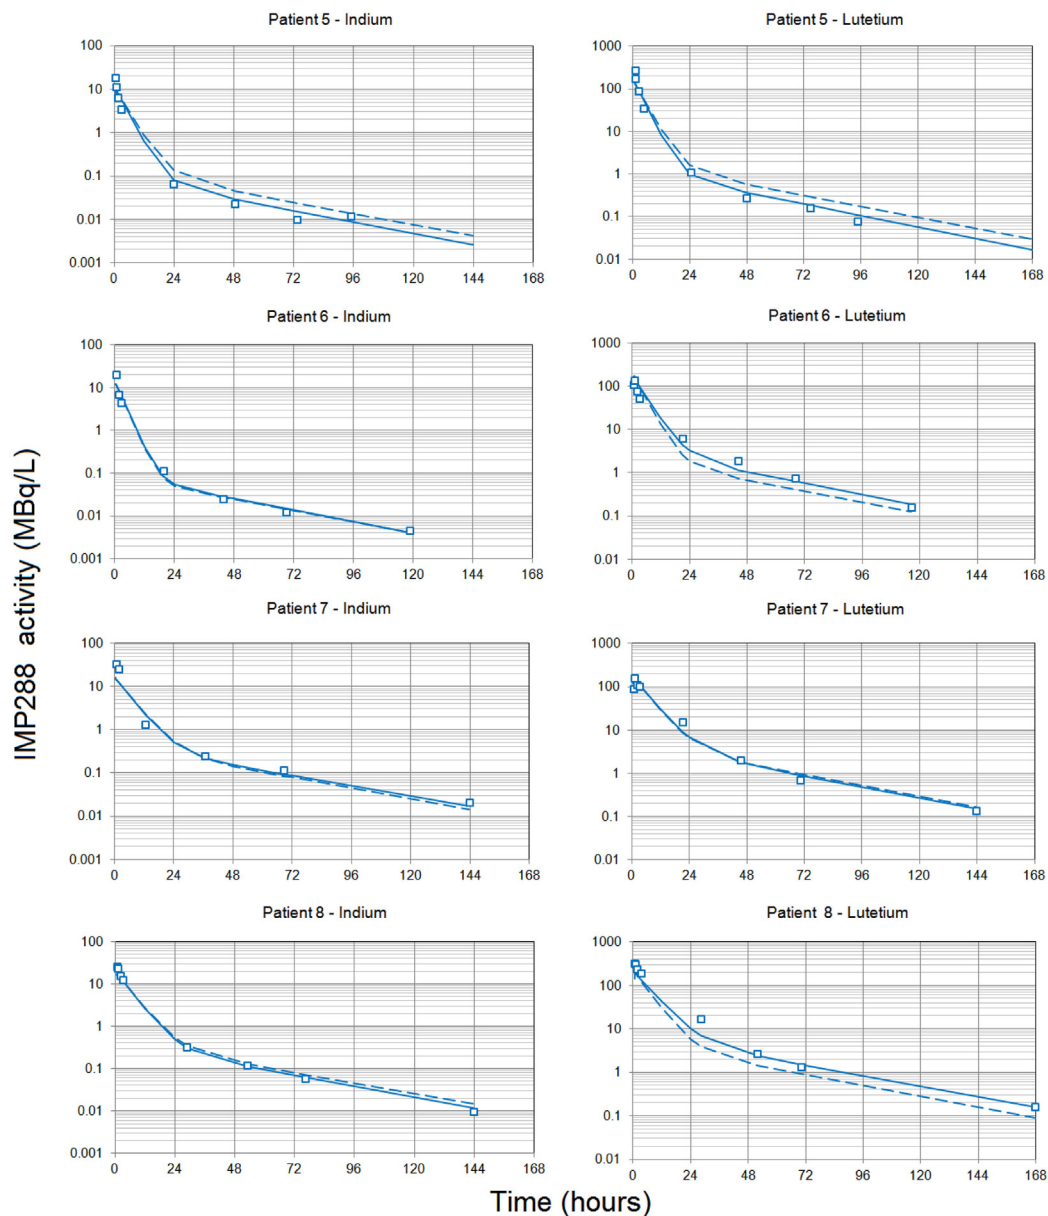 Patient 5 - Indium
100
10
1
0.1
0.01
0.001
0 24 48 72 96 120 144 168
Patient 5 - Lutetium
1000
100
10
1
0.1
0.01
0 24 48 72 96 120 144 168
Patient 6 - Indium
100
10
1
0.1
0.01
0.001
0 24 48 72 96 120 144 168
Patient 6 - Lutetium
1000
100
10
1
0.1
0.01
0 24 48 72 96 120 144 168
Patient 7 - Indium
100
10
1
0.1
0.01
0.001
0 24 48 72 96 120 144 168
Patient 7 - Lutetium
1000
100
10
1
0.1
0.01
0 24 48 72 96 120 144 168
Patient 8 - Indium
100
10
1
0.1
0.01
0.001
0 24 48 72 96 120 144 168
Patient 8 - Lutetium
1000
100
10
1
0.1
0.01
0 24 48 72 96 120 144 168
IMP288 activity (MBq/L)
Time (hours)